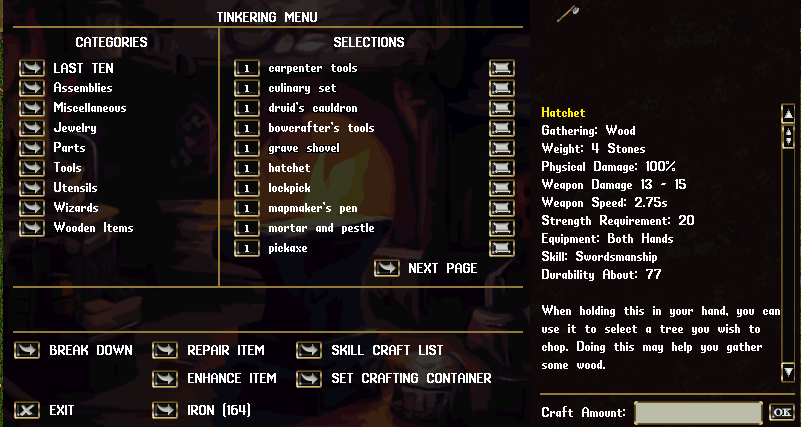 TINKERING MENU
CATEGORIES
LAST TEN
Assemblies
Miscellaneous
Jewelry
Parts
Tools
Utensils
Wizards
Wooden Items
SELECTIONS
1 carpenter tools
1 culinary set
1 druid's cauldron
1 bowcrafter's tools
1 grave shovel
1 hatchet
1 lockpick
1 mapmaker's pen
1 mortar and pestle
1 pickaxe
NEXT PAGE
BREAK DOWN
REPAIR ITEM
SKILL CRAFT LIST
ENHANCE ITEM
SET CRAFTING CONTAINER
EXIT
IRON (164)
Hatchet
Gathering: Wood
Weight: 4 Stones
Physical Damage: 100%
Weapon Damage 13 - 15
Weapon Speed: 2.75s
Strength Requirement: 20
Equipment: Both Hands
Skill: Swordsmanship
Durability About: 77
When holding this in your hand, you can
use it to select a tree you wish to
chop. Doing this may help you gather
some wood.
Craft Amount:
OK